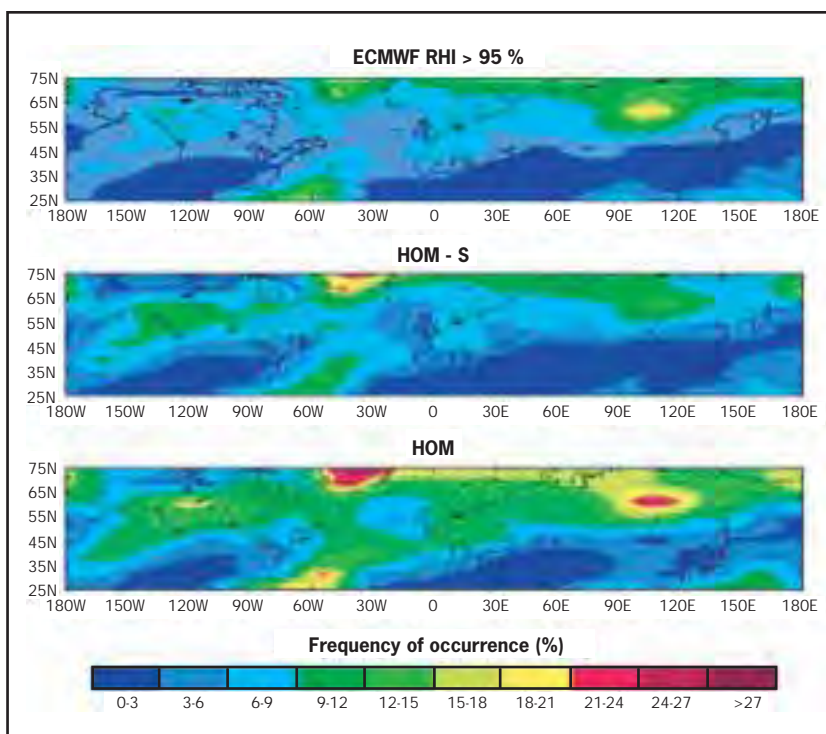 ECMWF RHI > 95 %
75N
65N
55N
45N
35N
25N
180W 150W 120W 90W 60W 30W 0 30E 60E 90E 120E 150E 180E
HOM - S
75N
65N
55N
45N
35N
25N
180W 150W 120W 90W 60W 30W 0 30E 60E 90E 120E 150E 180E
HOM
75N
65N
55N
45N
35N
25N
180W 150W 120W 90W 60W 30W 0 30E 60E 90E 120E 150E 180E
Frequency of occurrence (%)
0-3 3-6 6-9 9-12 12-15 15-18 18-21 21-24 24-27 >27